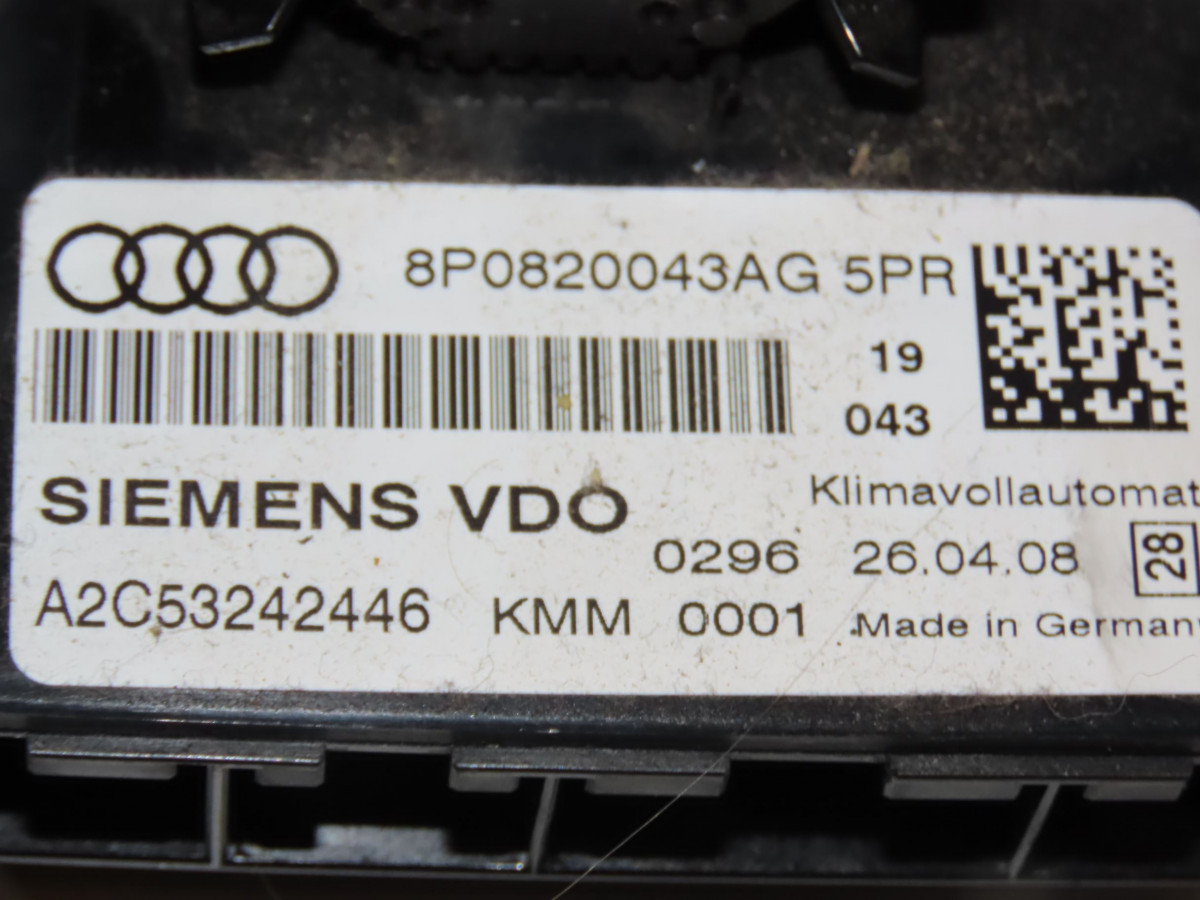 8P0820043AG 5PR
19
043
SIEMENS VDO
Klimavollautomat
0296 26.04.08
28
A2C53242446 KMM 0001 Made in German